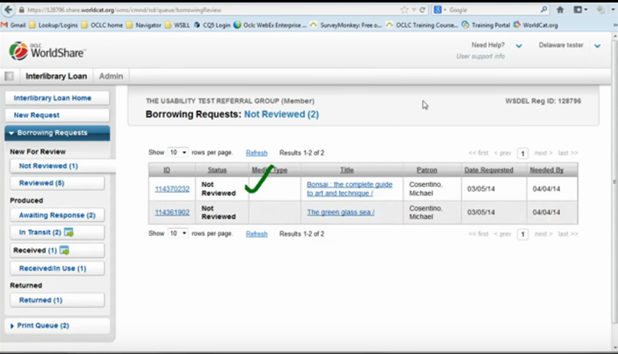 https://128796.share.worldcat.org/wms/cmnd/nd/queue/borrowingReview
Google
Gmail Lookup/Logins OCLC home Navigator WSILL CQ5 Login OCLC WebEx Enterprise ... SurveyMonkey: Free o... OCLC Training Course... Training Portal WorldCat.org
OCLC
WorldShare™
Need Help? Delaware tester
User support info
Interlibrary Loan Admin
Interlibrary Loan Home
New Request
Borrowing Requests
New For Review
Not Reviewed (1)
Reviewed (5)
Produced
Awaiting Response (2)
In Transit (2)
Received (1)
Received/In Use (1)
Returned
Returned (1)
Print Queue (2)
THE USABILITY TEST REFERRAL GROUP (Member) WSDEL Reg ID: 128796
Borrowing Requests: Not Reviewed (2)
Show 10 rows per page. Refresh Results 1-2 of 2 << first < prev 1 next > last >>
ID Status Media Type Title Patron Date Requested Needed By
114370232 Not Reviewed Bonsai : the complete guide to art and technique / Cosentino, Michael 03/05/14 04/04/14
114361902 Not Reviewed The green glass sea / Cosentino, Michael 03/05/14 04/04/14
Show 10 rows per page. Refresh Results 1-2 of 2 << first < prev 1 next > last >>